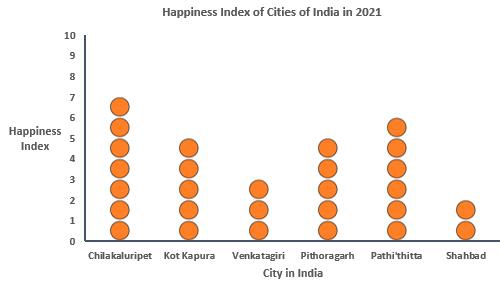 Happiness Index of Cities of India in 2021
10
9
8
7
6
5
4
3
2
1
0
Happiness
Index
Chilakaluripet Kot Kapura Venkatagiri Pithoragarh Pathi'thitta Shahbad
City in India